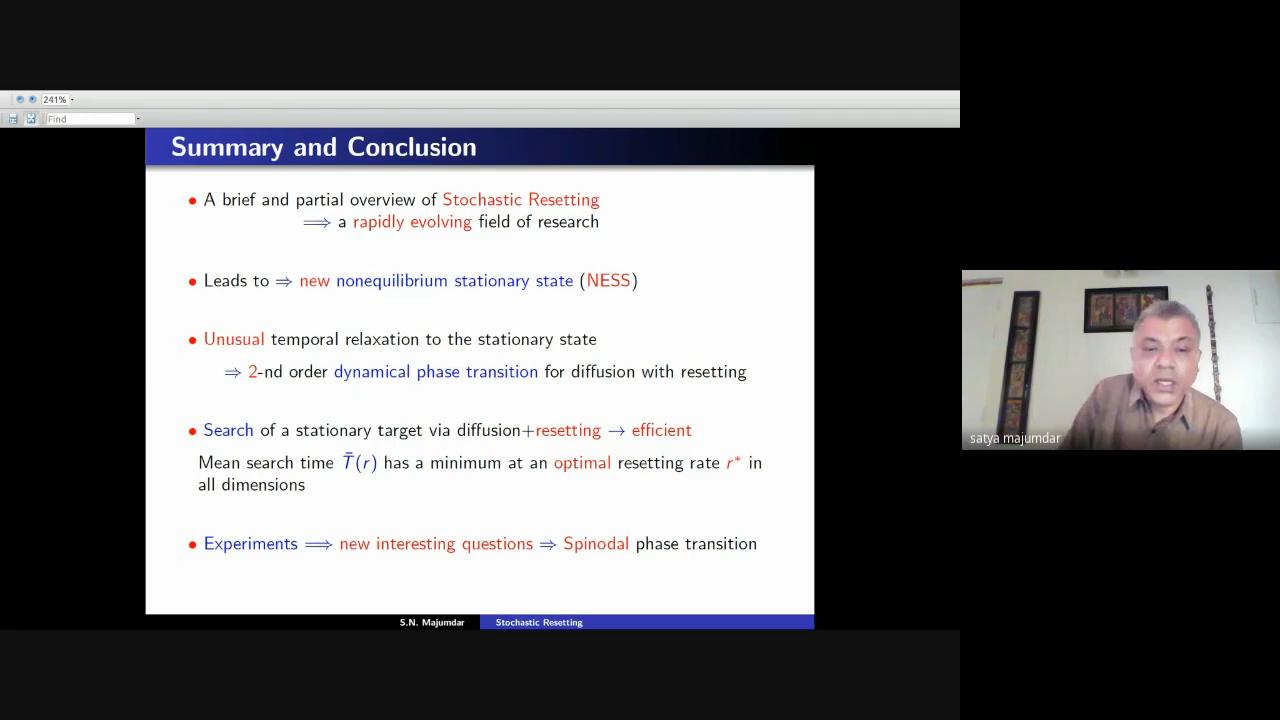 241%
Find
Summary and Conclusion
• A brief and partial overview of Stochastic Resetting
⟹ a rapidly evolving field of research
• Leads to ⇒ new nonequilibrium stationary state (NESS)
• Unusual temporal relaxation to the stationary state
⇒ 2-nd order dynamical phase transition for diffusion with resetting
• Search of a stationary target via diffusion+resetting → efficient
Mean search time T̄(r) has a minimum at an optimal resetting rate r* in
all dimensions
• Experiments ⟹ new interesting questions ⇒ Spinodal phase transition
S.N. Majumdar
Stochastic Resetting
satya majumdar